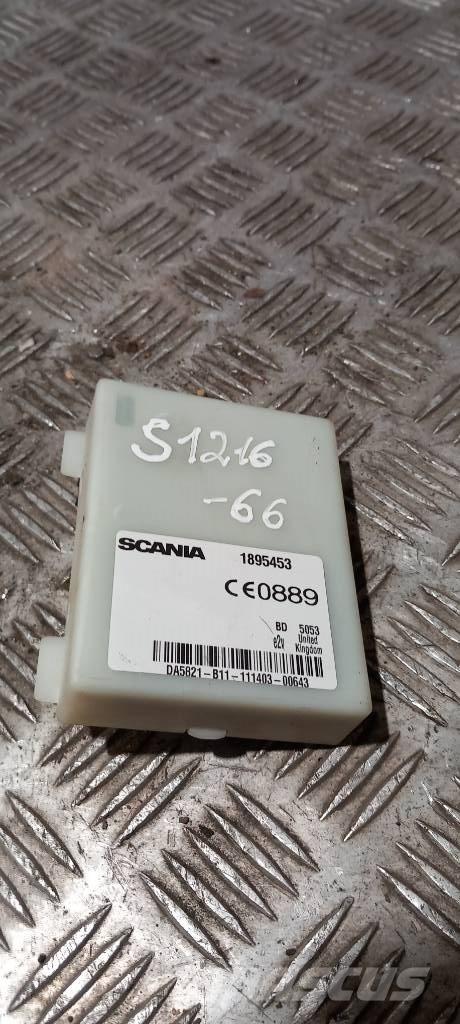 S1216
-66
SCANIA 1895453
CE0889
BD 5053
e2v United
Kingdom
DA5821-B11-111403-00643